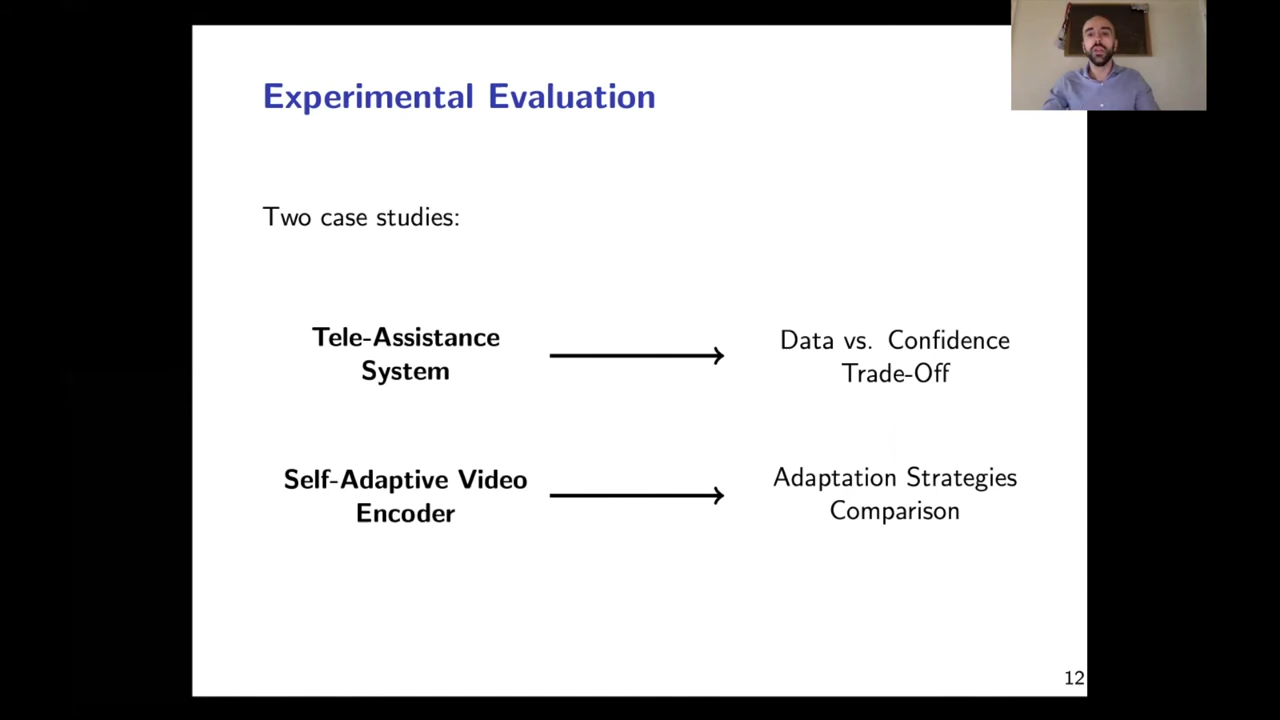 Experimental Evaluation
Two case studies:
Tele-Assistance
System
Data vs. Confidence
Trade-Off
Self-Adaptive Video
Encoder
Adaptation Strategies
Comparison
12